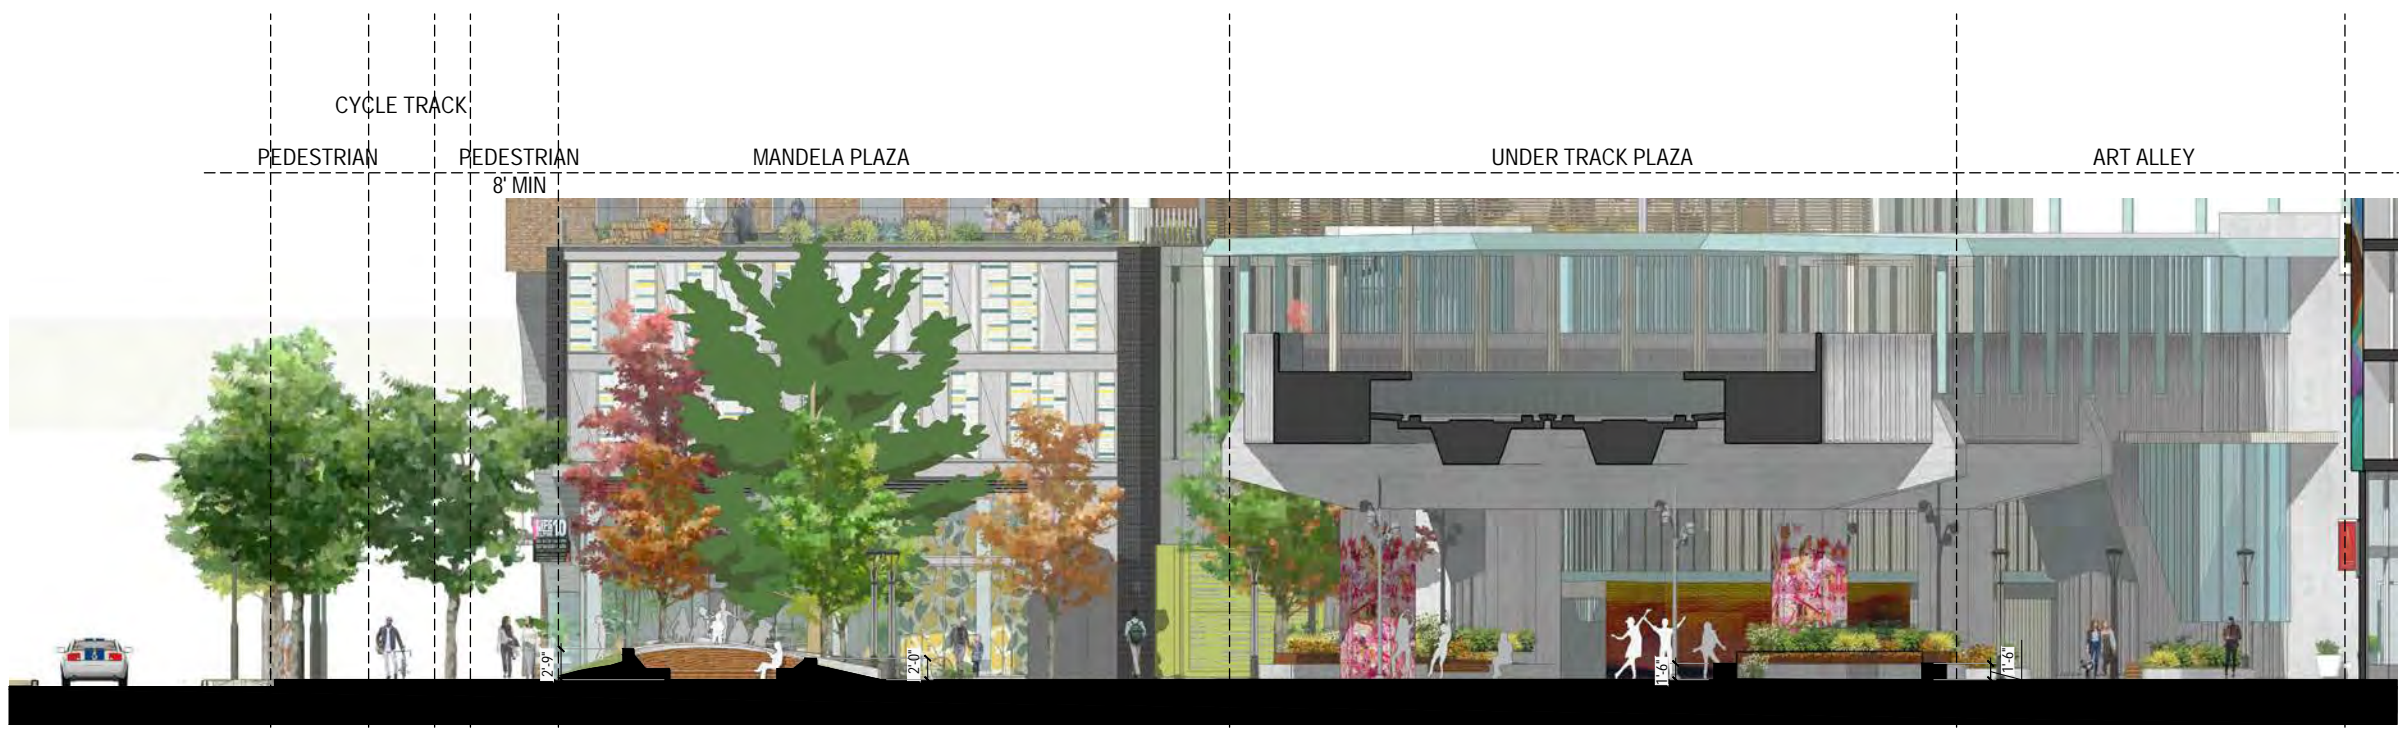 CYCLE TRACK
PEDESTRIAN
PEDESTRIAN
MANDELA PLAZA
UNDER TRACK PLAZA
ART ALLEY
8' MIN
10
2'-9"
2'-0"
1'-6"
1'-6"